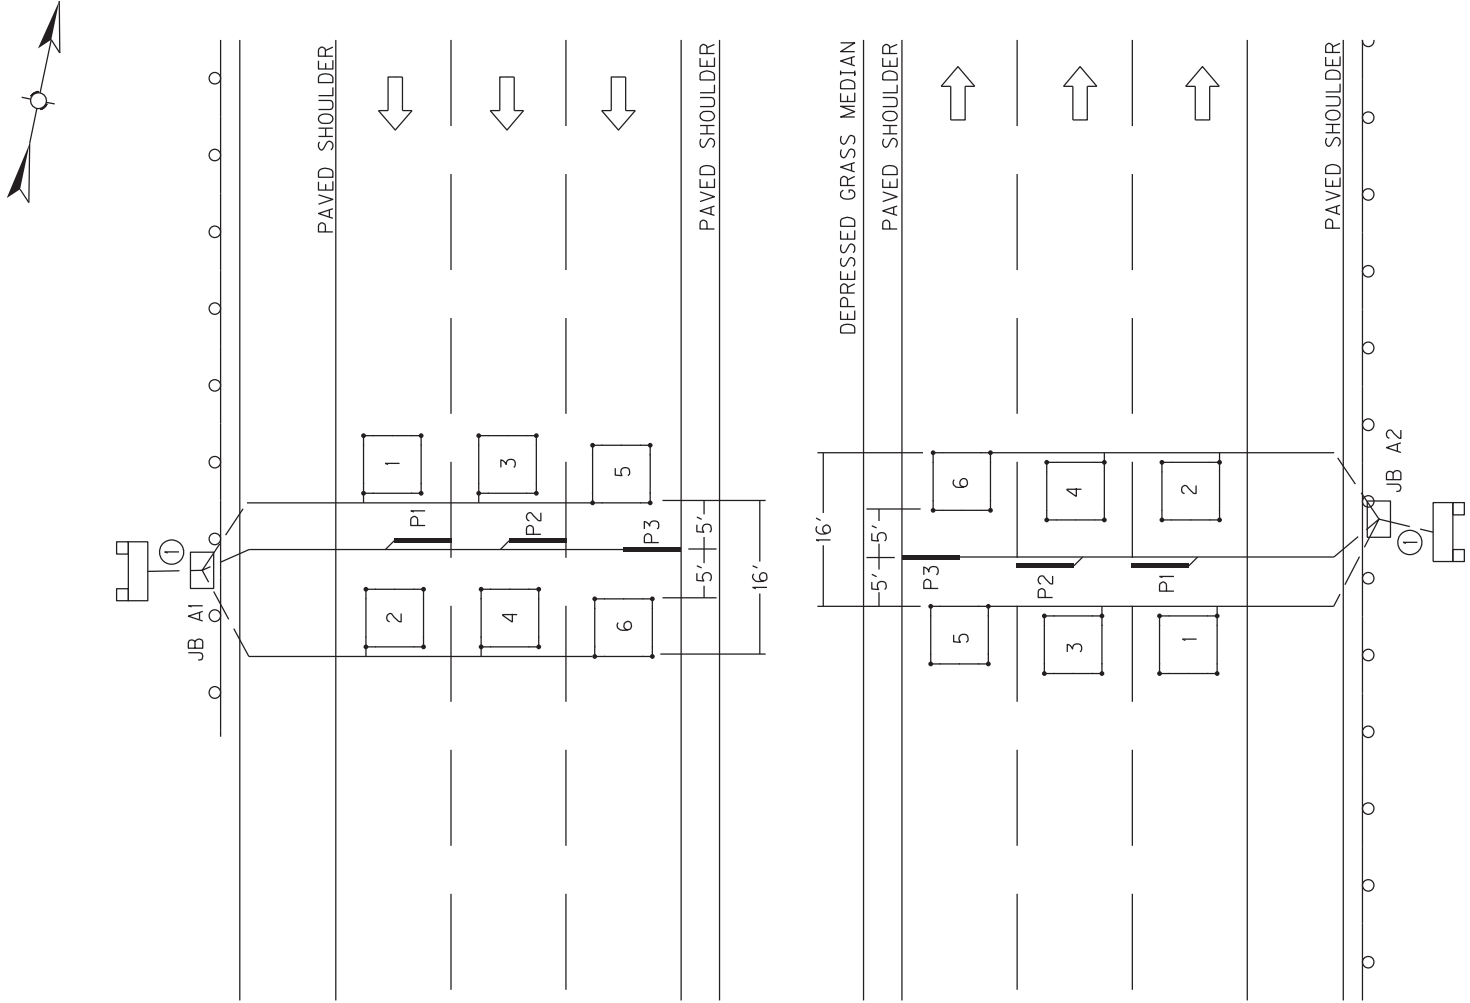 PAVED SHOULDER
PAVED SHOULDER
DEPRESSED GRASS MEDIAN
PAVED SHOULDER
PAVED SHOULDER
1
3
5
P1
P2
P3
2
4
6
5'
5'
16'
1
JB A1
16'
5'
5'
6
4
2
P3
P2
P1
5
3
1
JB A2
1